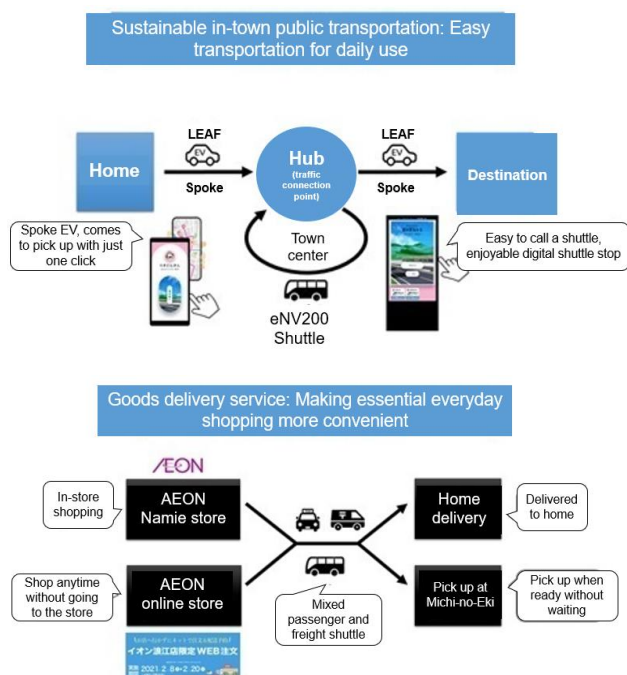 Sustainable in-town public transportation: Easy
transportation for daily use
LEAF
EV
Spoke
LEAF
EV
Spoke
Home
Hub
(traffic
connection
point)
Destination
Spoke EV, comes
to pick up with just
one click
Town
center
eNV200
Shuttle
Easy to call a shuttle,
enjoyable digital shuttle stop
Goods delivery service: Making essential everyday
shopping more convenient
ÆON
In-store
shopping
AEON
Namie store
Home
delivery
Delivered
to home
Shop anytime
without going
to the store
AEON
online store
Mixed
passenger and
freight shuttle
Pick up at
Michi-no-Eki
Pick up when
ready without
waiting
イオン浪江店限定WEB注文
2021.2.8
2.20